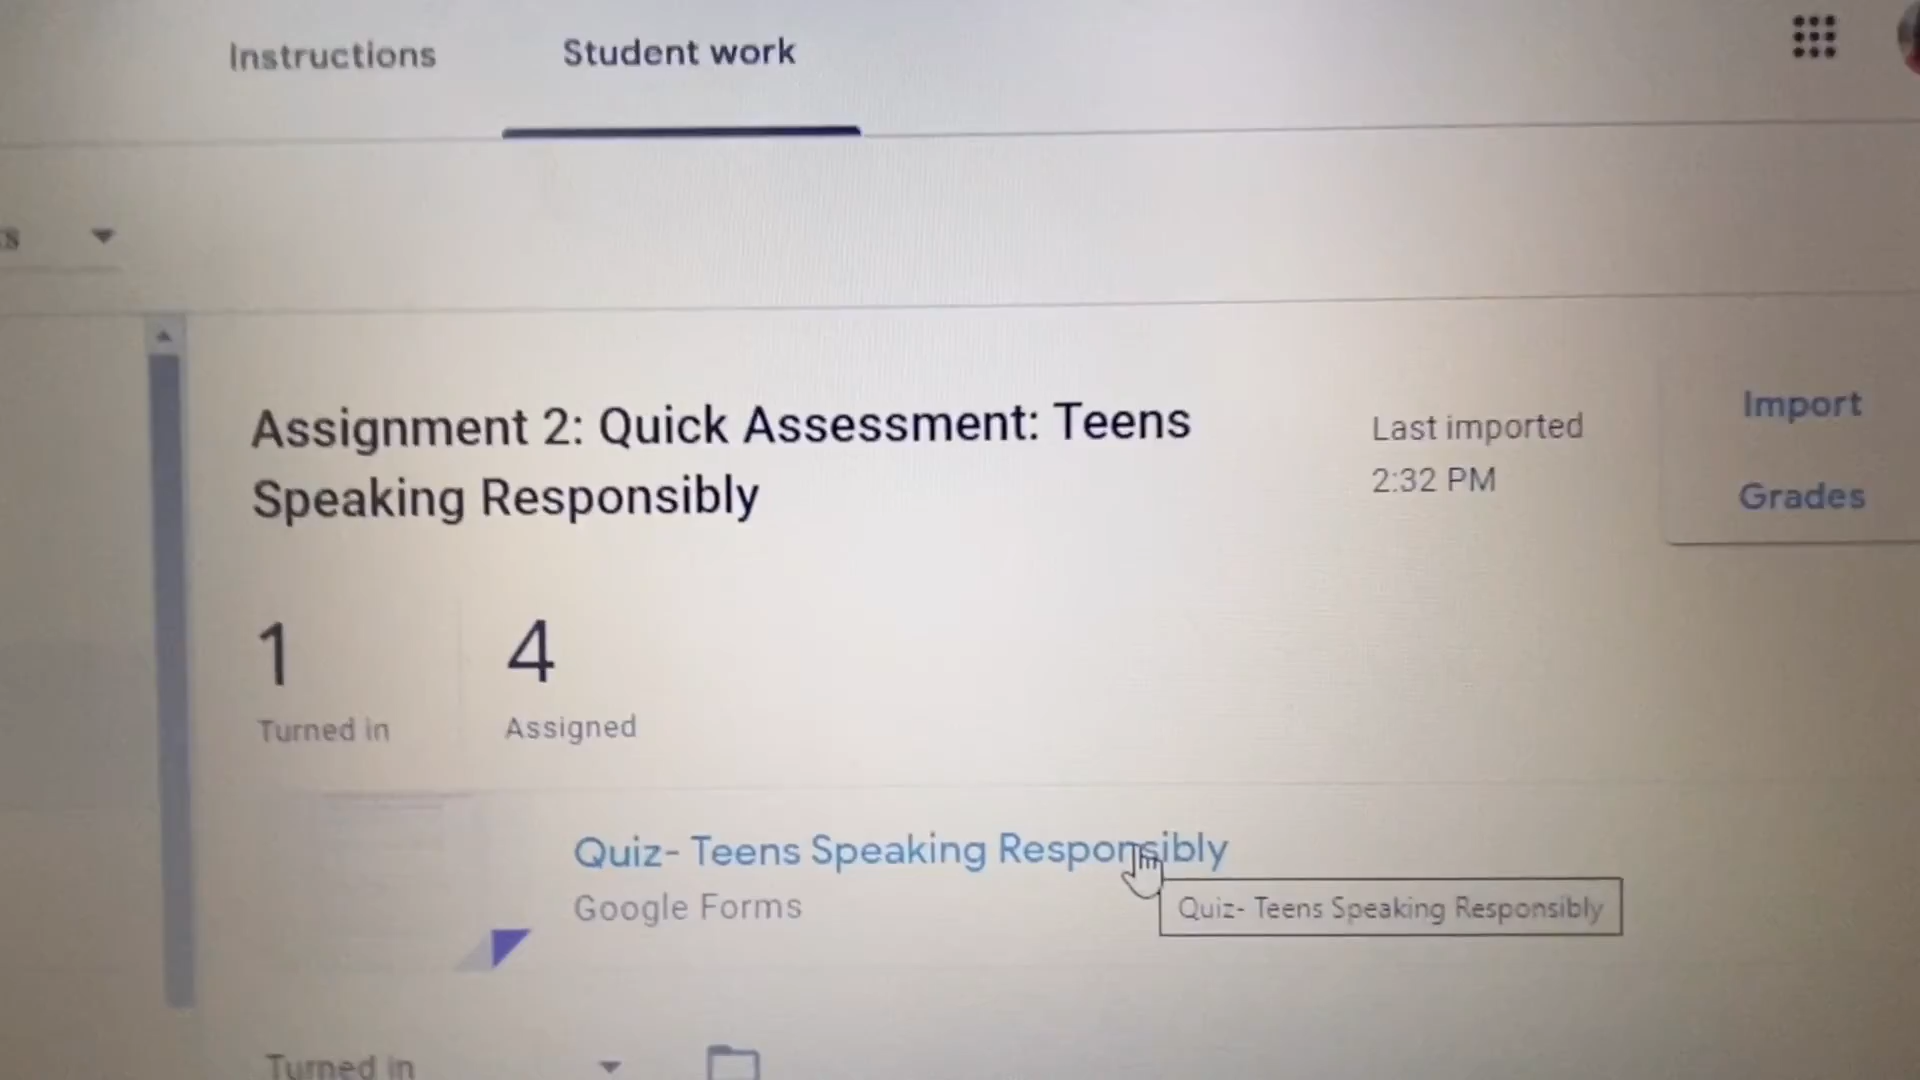 Instructions
Student work
Assignment 2: Quick Assessment: Teens
Speaking Responsibly
Last imported
2:32 PM
Import
Grades
1
Turned in
4
Assigned
Quiz- Teens Speaking Responsibly
Google Forms
Quiz- Teens Speaking Responsibly
Turned in